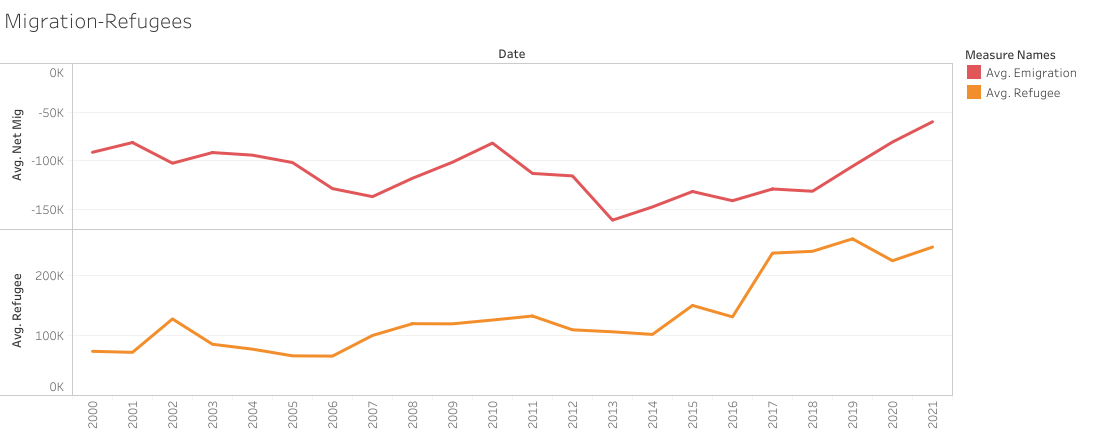 Migration-Refugees
Date
Measure Names
Avg. Emigration
Avg. Refugee
Avg. Net Mig
0K
-50K
-100K
-150K
Avg. Refugee
200K
100K
0K
2000 2001 2002 2003 2004 2005 2006 2007 2008 2009 2010 2011 2012 2013 2014 2015 2016 2017 2018 2019 2020 2021